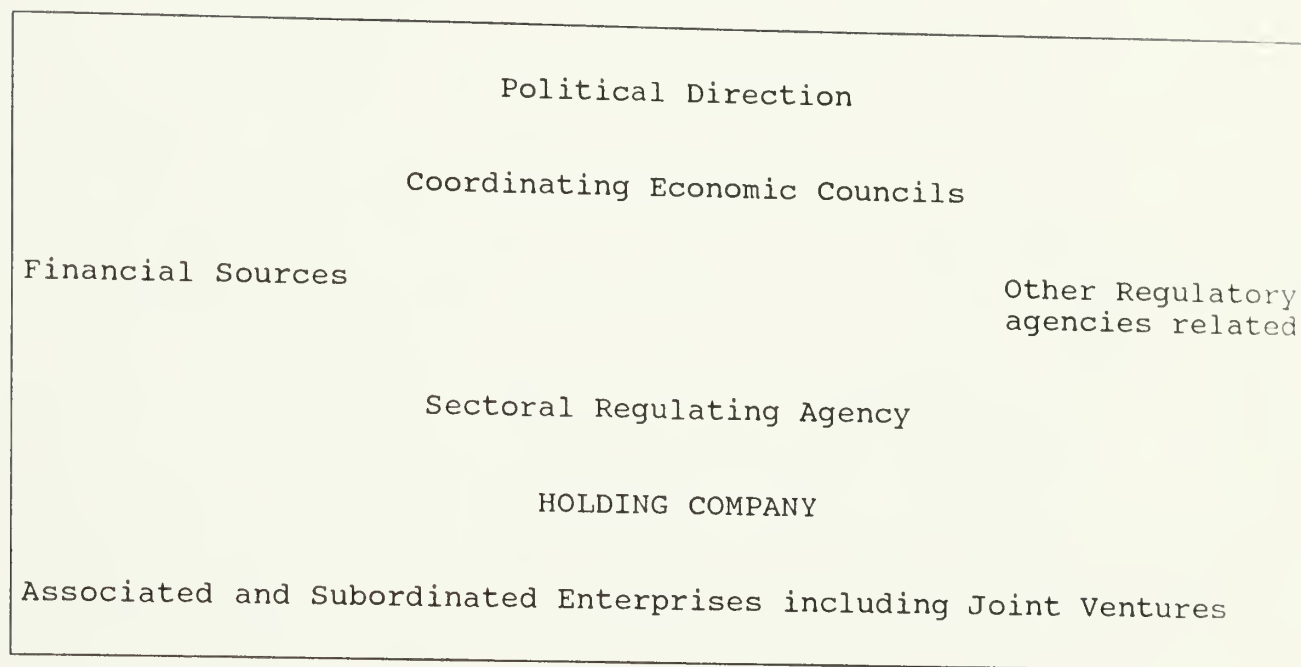 Political Direction
Coordinating Economic Councils
Financial Sources
Other Regulatory
agencies related
Sectoral Regulating Agency
HOLDING COMPANY
Associated and Subordinated Enterprises including Joint Ventures